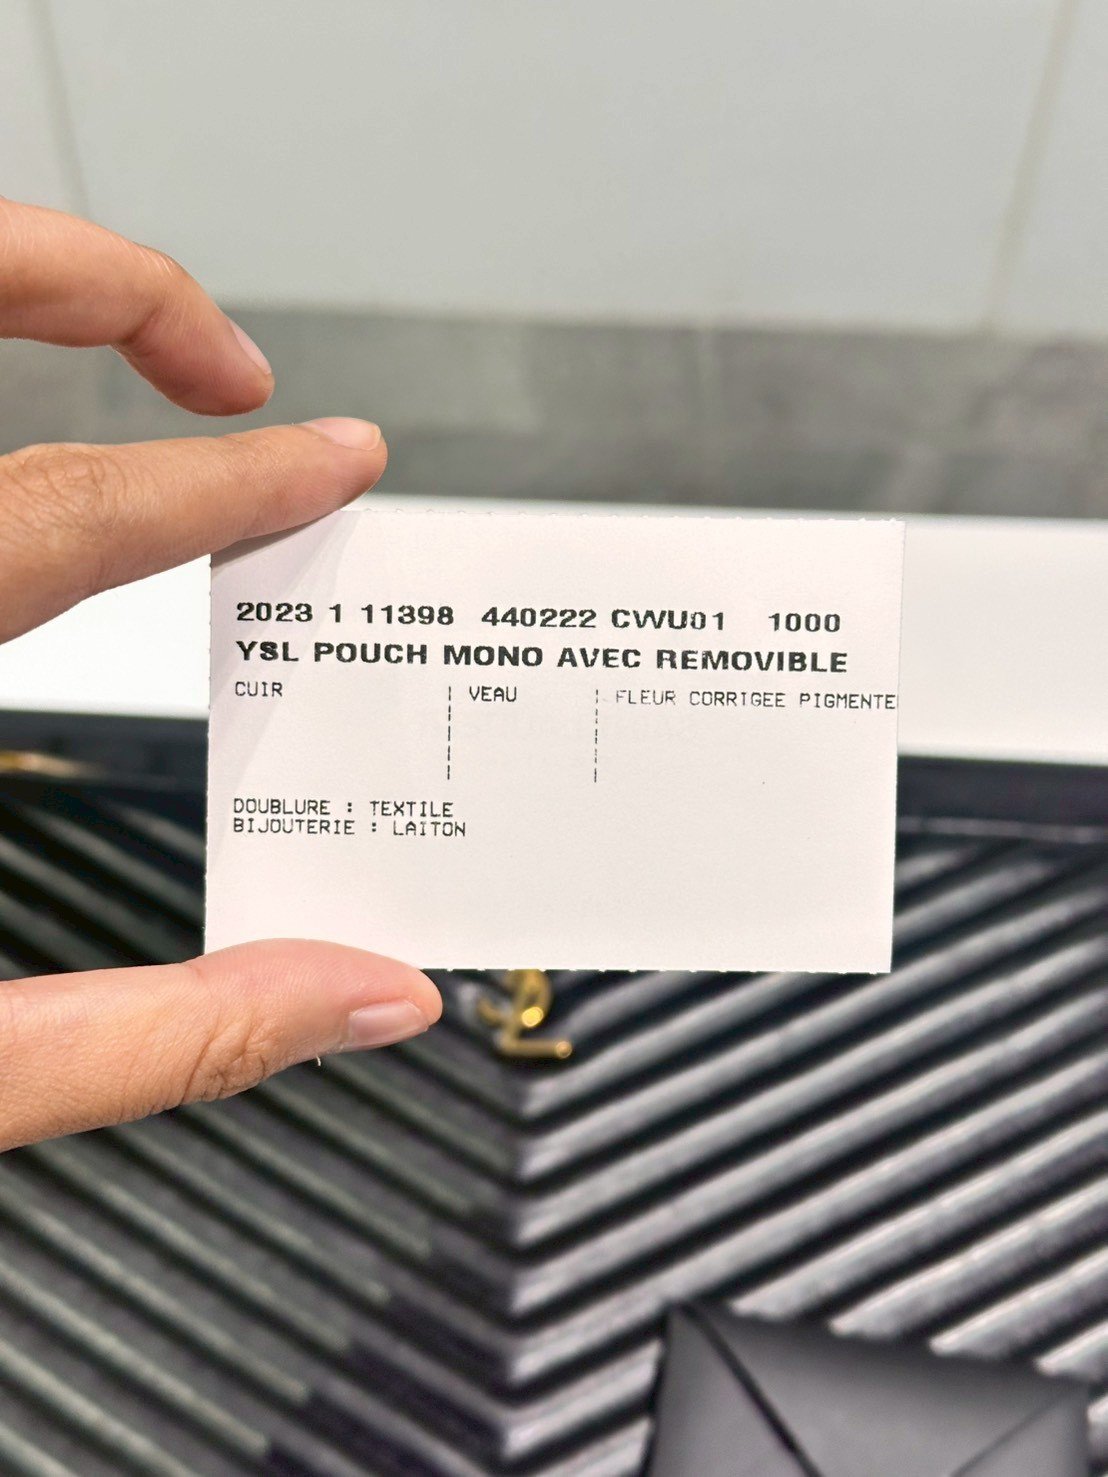 2023 1 11398 440222 CWU01 1000
YSL POUCH MONO AVEC REMOVIBLE
CUIR VEAU FLEUR CORRIGEE PIGMENTE
DOUBLURE : TEXTILE
BIJOUTERIE : LAITON